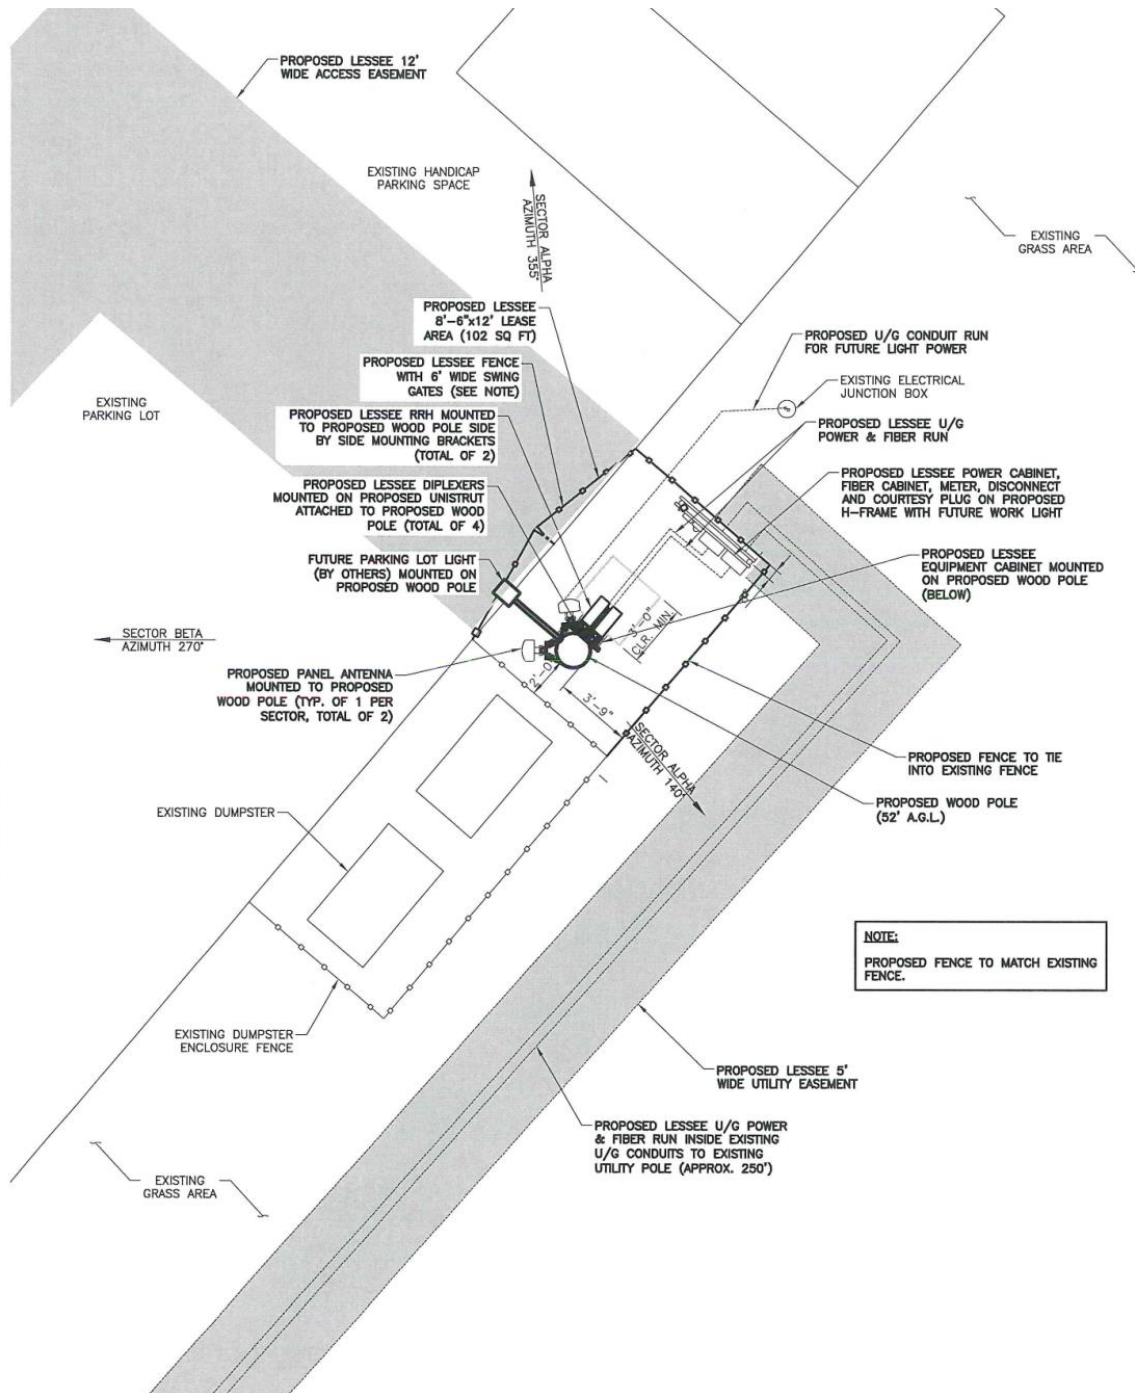 PROPOSED LESSEE 12'
WIDE ACCESS EASEMENT
EXISTING HANDICAP
PARKING SPACE
SECTOR ALPHA
AZIMUTH 355°
EXISTING
GRASS AREA
PROPOSED LESSEE
8'-6"x12' LEASE
AREA (102 SQ FT)
PROPOSED U/G CONDUIT RUN
FOR FUTURE LIGHT POWER
PROPOSED LESSEE FENCE
WITH 6' WIDE SWING
GATES (SEE NOTE)
EXISTING ELECTRICAL
JUNCTION BOX
EXISTING
PARKING LOT
PROPOSED LESSEE RRH MOUNTED
TO PROPOSED WOOD POLE SIDE
BY SIDE MOUNTING BRACKETS
(TOTAL OF 2)
PROPOSED LESSEE U/G
POWER & FIBER RUN
PROPOSED LESSEE DIPLEXERS
MOUNTED ON PROPOSED UNISTRUT
ATTACHED TO PROPOSED WOOD
POLE (TOTAL OF 4)
PROPOSED LESSEE POWER CABINET,
FIBER CABINET, METER, DISCONNECT
AND COURTESY PLUG ON PROPOSED
H-FRAME WITH FUTURE WORK LIGHT
FUTURE PARKING LOT LIGHT
(BY OTHERS) MOUNTED ON
PROPOSED WOOD POLE
PROPOSED LESSEE
EQUIPMENT CABINET MOUNTED
ON PROPOSED WOOD POLE
(BELOW)
3'-0"
CLR. MIN.
SECTOR BETA
AZIMUTH 270°
PROPOSED PANEL ANTENNA
MOUNTED TO PROPOSED
WOOD POLE (TYP. OF 1 PER
SECTOR, TOTAL OF 2)
3'-9"
SECTOR ALPHA
AZIMUTH 140°
PROPOSED FENCE TO TIE
INTO EXISTING FENCE
EXISTING DUMPSTER
PROPOSED WOOD POLE
(52' A.G.L.)
NOTE:
PROPOSED FENCE TO MATCH EXISTING
FENCE.
EXISTING DUMPSTER
ENCLOSURE FENCE
PROPOSED LESSEE 5'
WIDE UTILITY EASEMENT
PROPOSED LESSEE U/G POWER
& FIBER RUN INSIDE EXISTING
U/G CONDUITS TO EXISTING
UTILITY POLE (APPROX. 250')
EXISTING
GRASS AREA